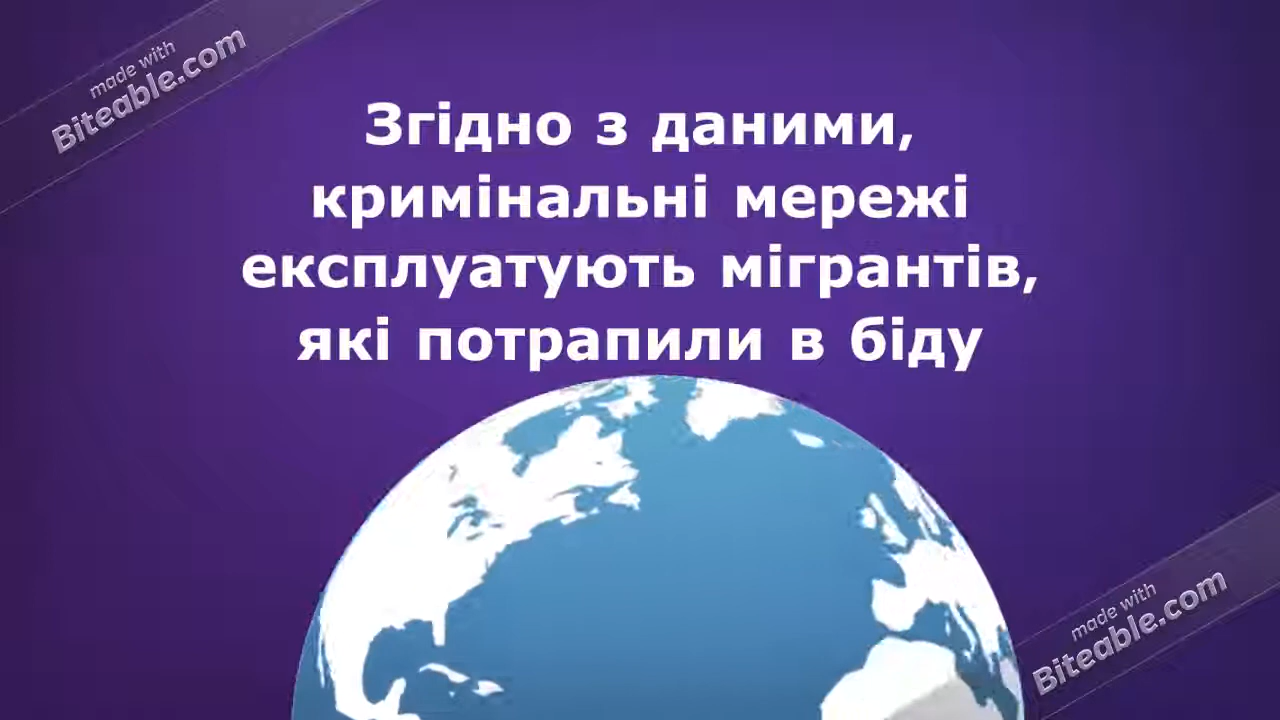 made with
Biteable.com
Згідно з даними,
кримінальні мережі
експлуатують мігрантів,
які потрапили в біду
made with
Biteable.com